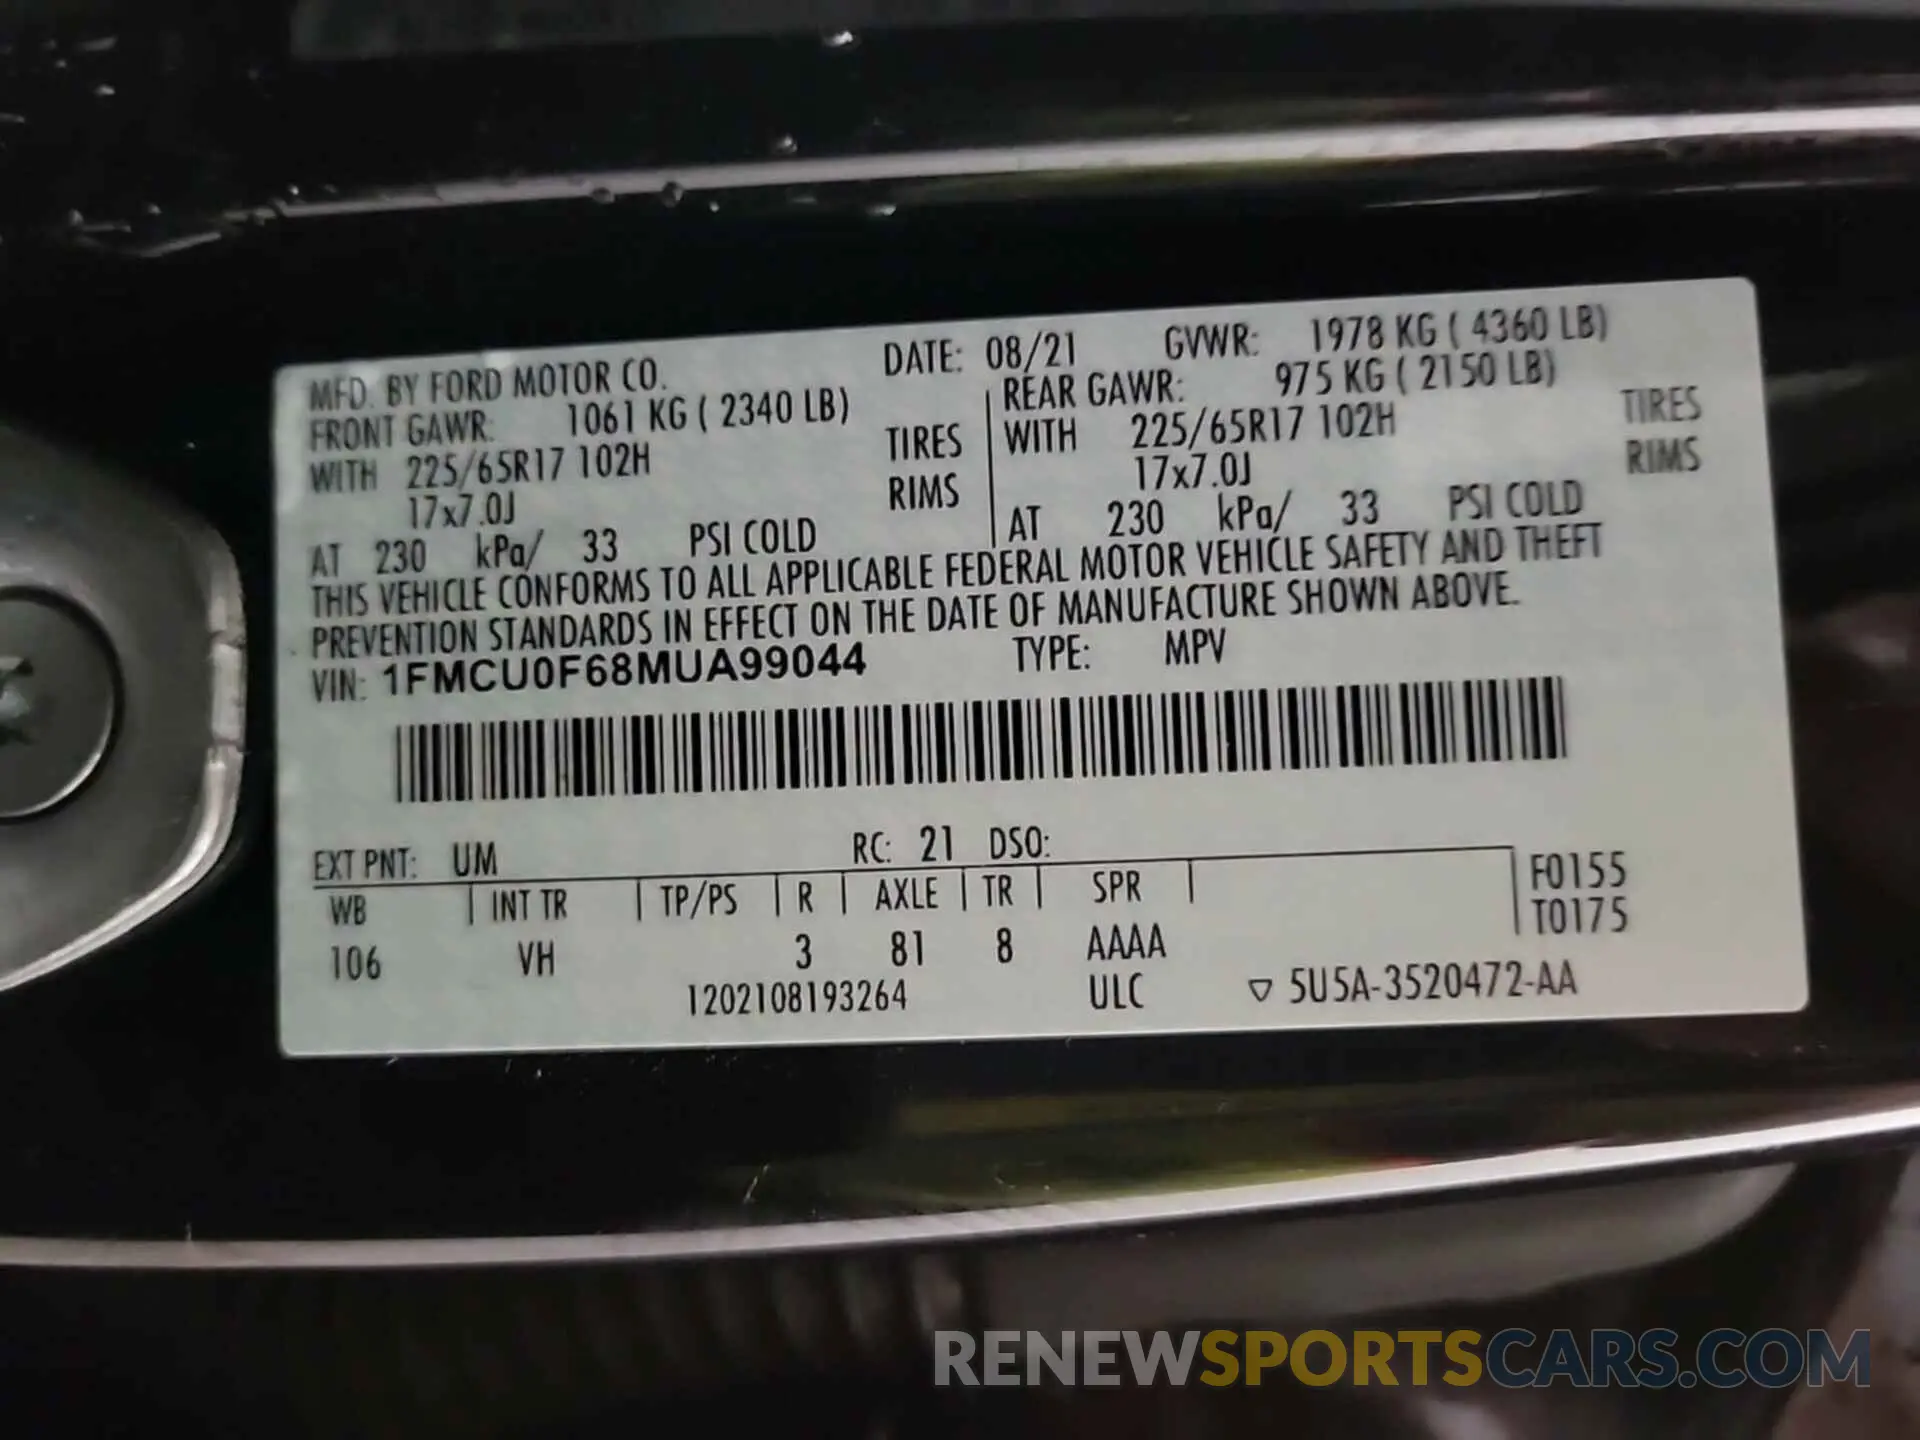 MFD. BY FORD MOTOR CO. DATE: 08/21 GVWR: 1978 KG ( 4360 LB)
FRONT GAWR: 1061 KG ( 2340 LB) REAR GAWR: 975 KG ( 2150 LB)
WITH 225/65R17 102H TIRES WITH 225/65R17 102H TIRES
17x7.0J RIMS 17x7.0J RIMS
AT 230 kPa/ 33 PSI COLD AT 230 kPa/ 33 PSI COLD
THIS VEHICLE CONFORMS TO ALL APPLICABLE FEDERAL MOTOR VEHICLE SAFETY AND THEFT
PREVENTION STANDARDS IN EFFECT ON THE DATE OF MANUFACTURE SHOWN ABOVE.
VIN: 1FMCU0F68MUA99044 TYPE: MPV
EXT PNT: UM RC: 21 DSO:
WB INT TR TP/PS R AXLE TR SPR F0155
T0175
106 VH 3 81 8 AAAA
1202108193264 ULC ▽ 5U5A-3520472-AA
RENEWSPORTSCARS.COM